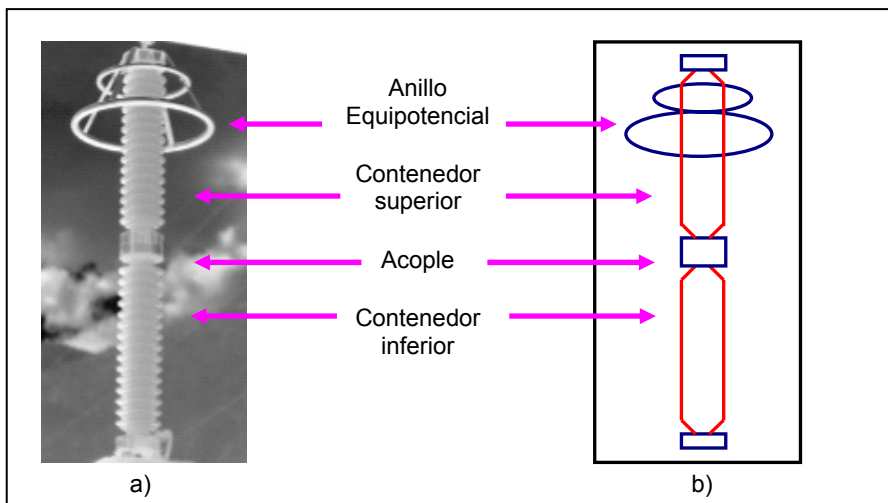 Anillo
Equipotencial
Contenedor
superior
Acople
Contenedor
inferior
a)
b)